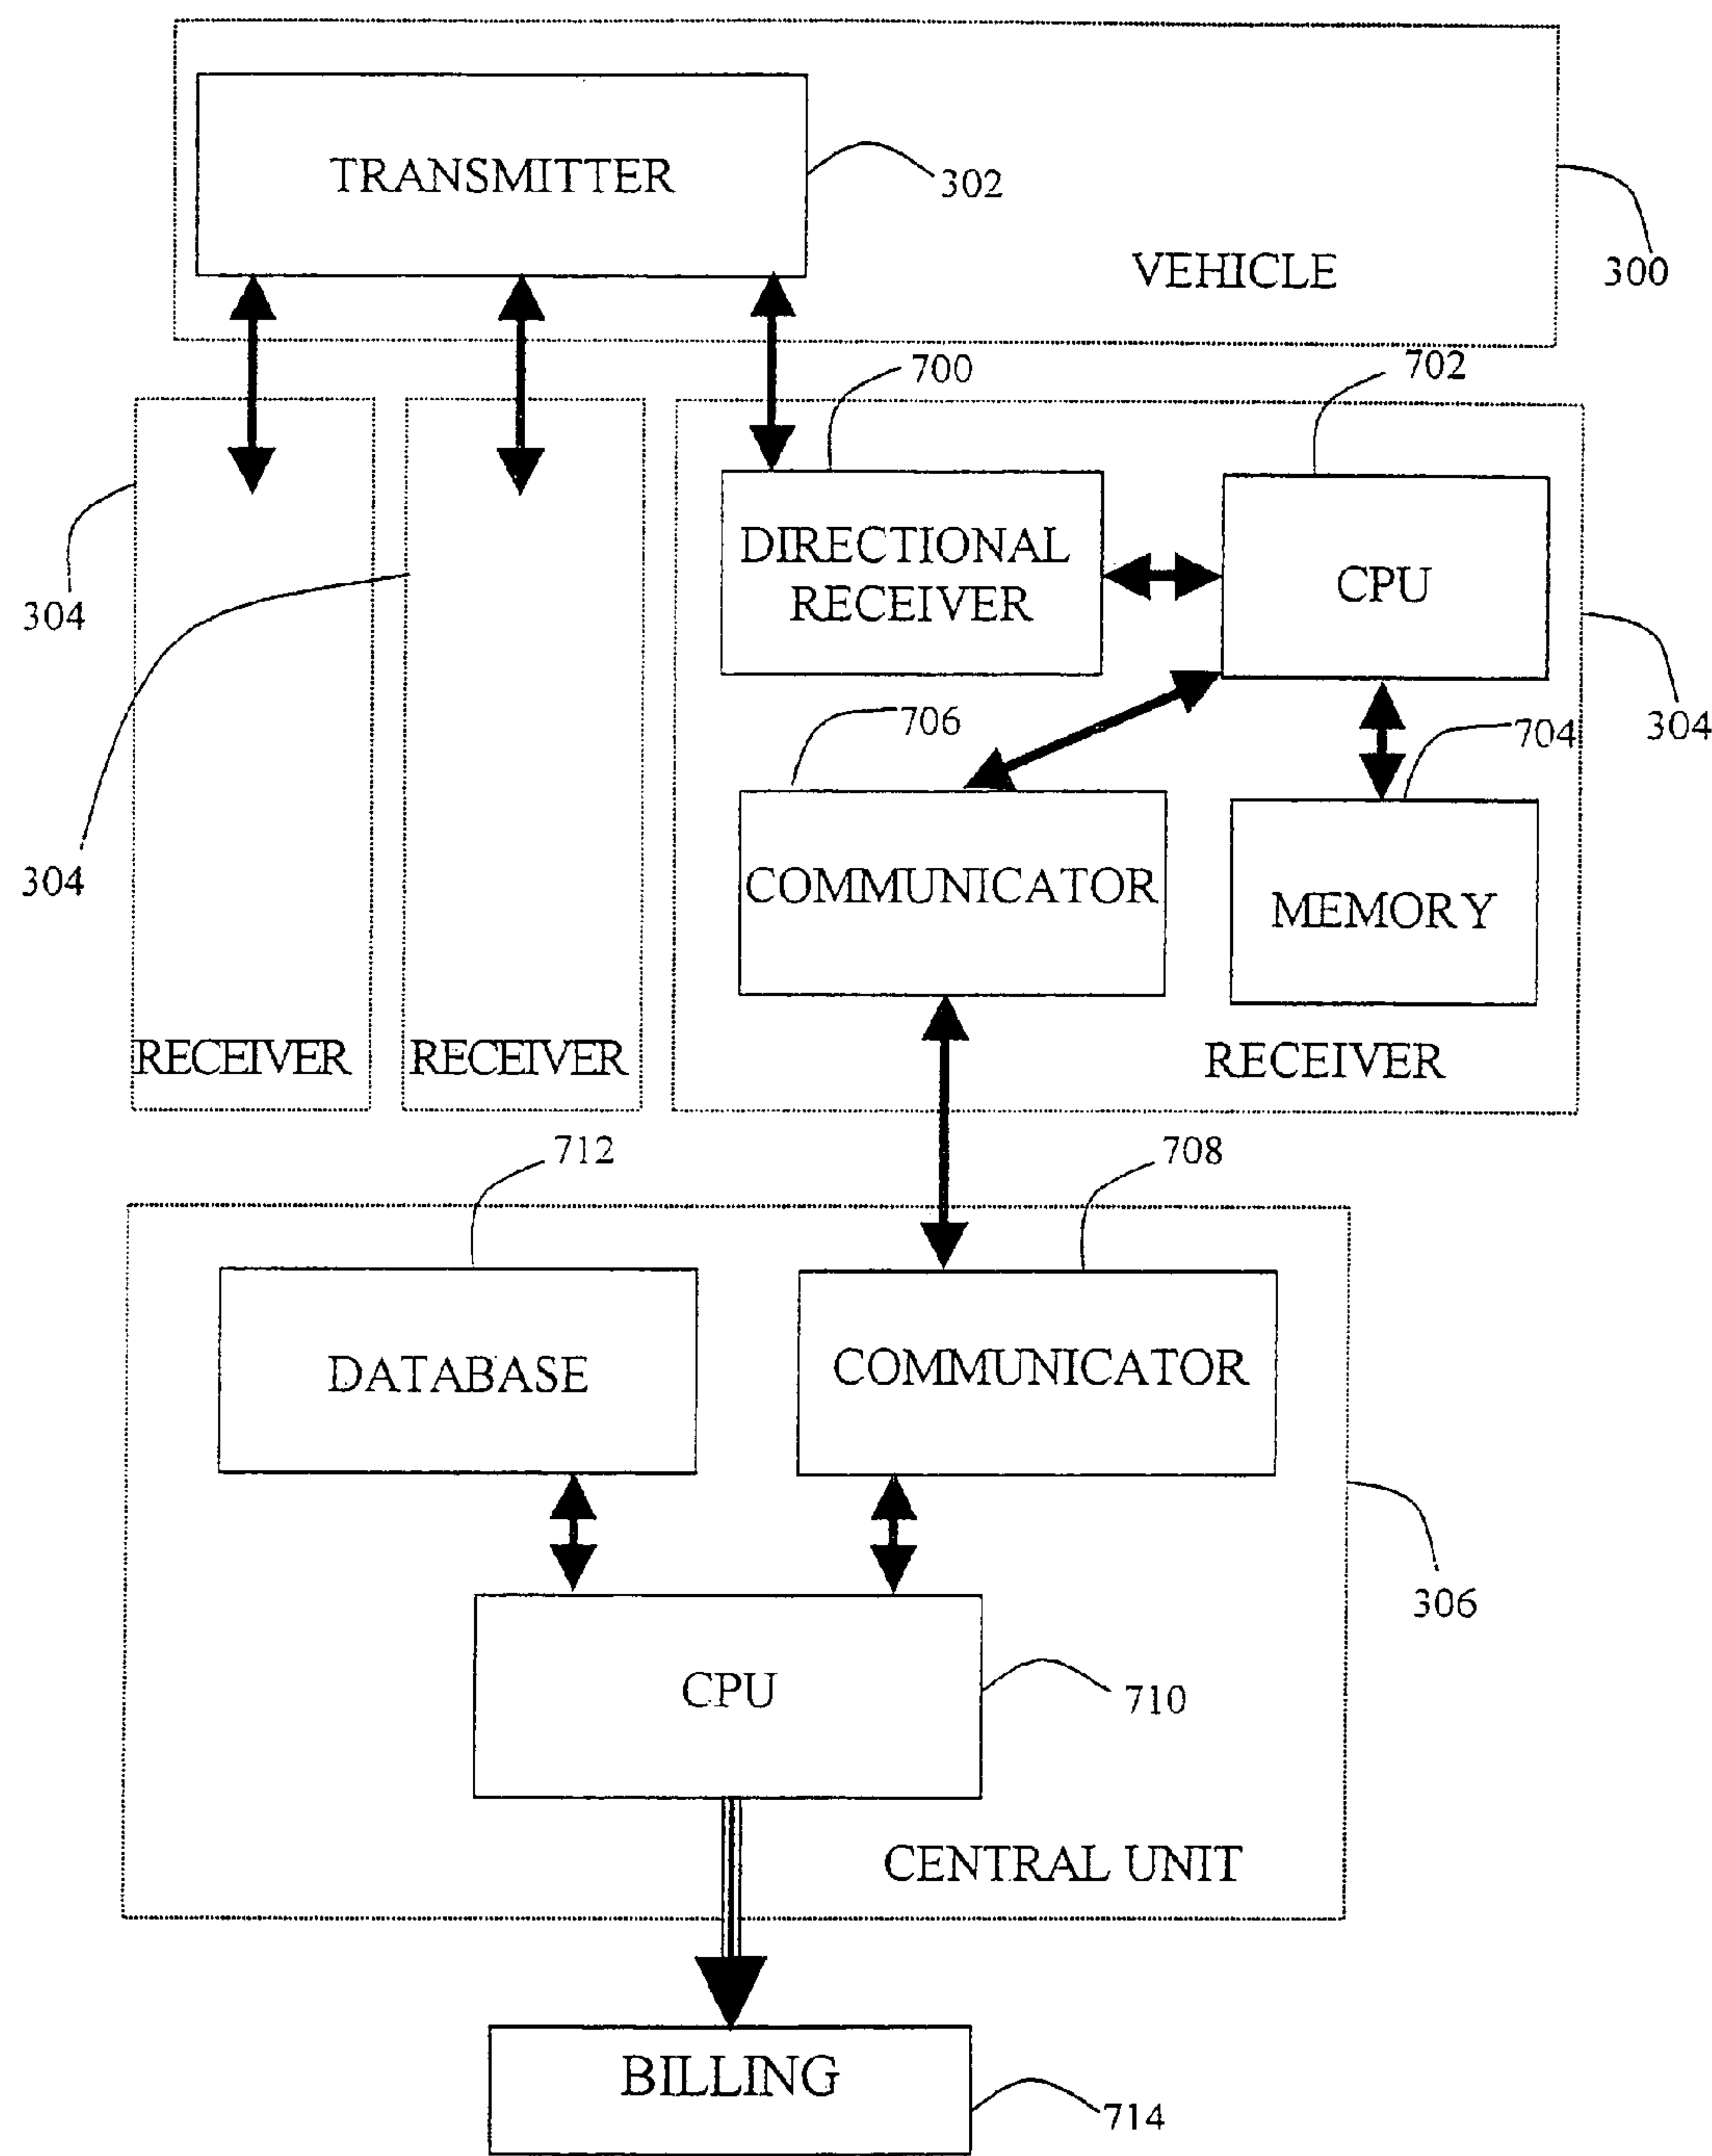 TRANSMITTER
302
VEHICLE
300
700
702
304
DIRECTIONAL
RECEIVER
CPU
706
704
304
304
COMMUNICATOR
MEMORY
RECEIVER
RECEIVER
RECEIVER
712
708
DATABASE
COMMUNICATOR
306
CPU
710
CENTRAL UNIT
BILLING
714